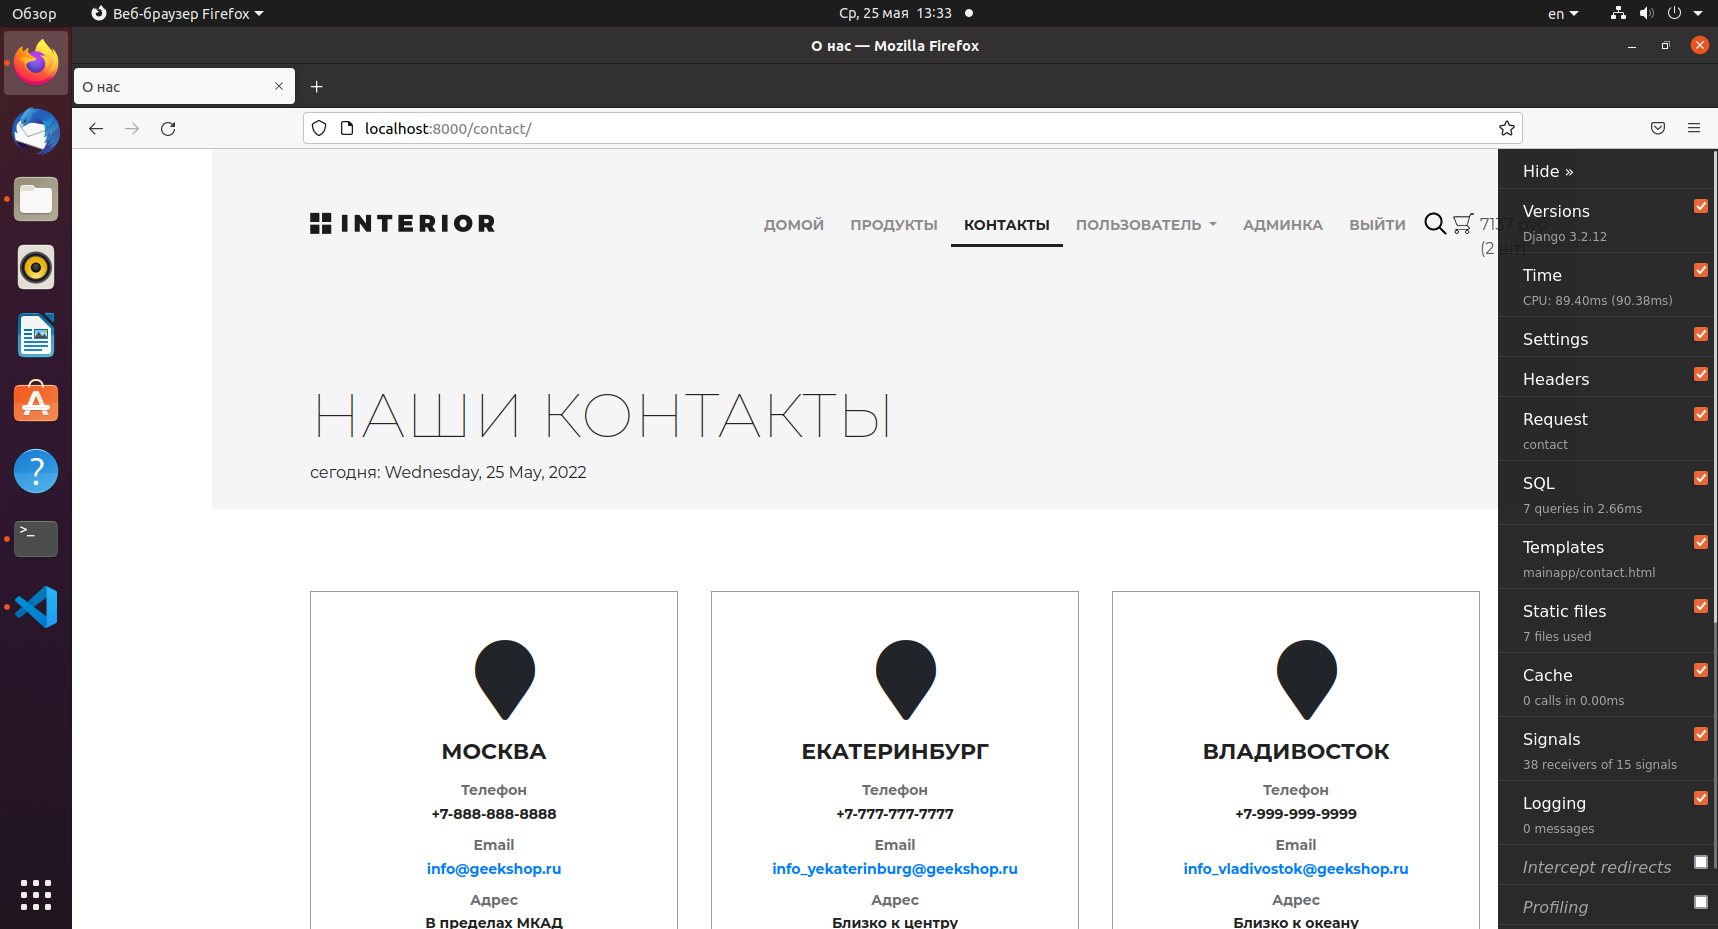 Обзор
Веб-браузер Firefox
Ср, 25 мая 13:33
en
О нас — Mozilla Firefox
О нас
localhost:8000/contact/
INTERIOR
ДОМОЙ
ПРОДУКТЫ
КОНТАКТЫ
ПОЛЬЗОВАТЕЛЬ
АДМИНКА
ВЫЙТИ
7137 руб
(2 шт)
НАШИ КОНТАКТЫ
сегодня: Wednesday, 25 May, 2022
МОСКВА
Телефон
+7-888-888-8888
Email
info@geekshop.ru
Адрес
В пределах МКАД
ЕКАТЕРИНБУРГ
Телефон
+7-777-777-7777
Email
info_yekaterinburg@geekshop.ru
Адрес
Близко к центру
ВЛАДИВОСТОК
Телефон
+7-999-999-9999
Email
info_vladivostok@geekshop.ru
Адрес
Близко к океану
Hide »
Versions
Django 3.2.12
Time
CPU: 89.40ms (90.38ms)
Settings
Headers
Request
contact
SQL
7 queries in 2.66ms
Templates
mainapp/contact.html
Static files
7 files used
Cache
0 calls in 0.00ms
Signals
38 receivers of 15 signals
Logging
0 messages
Intercept redirects
Profiling